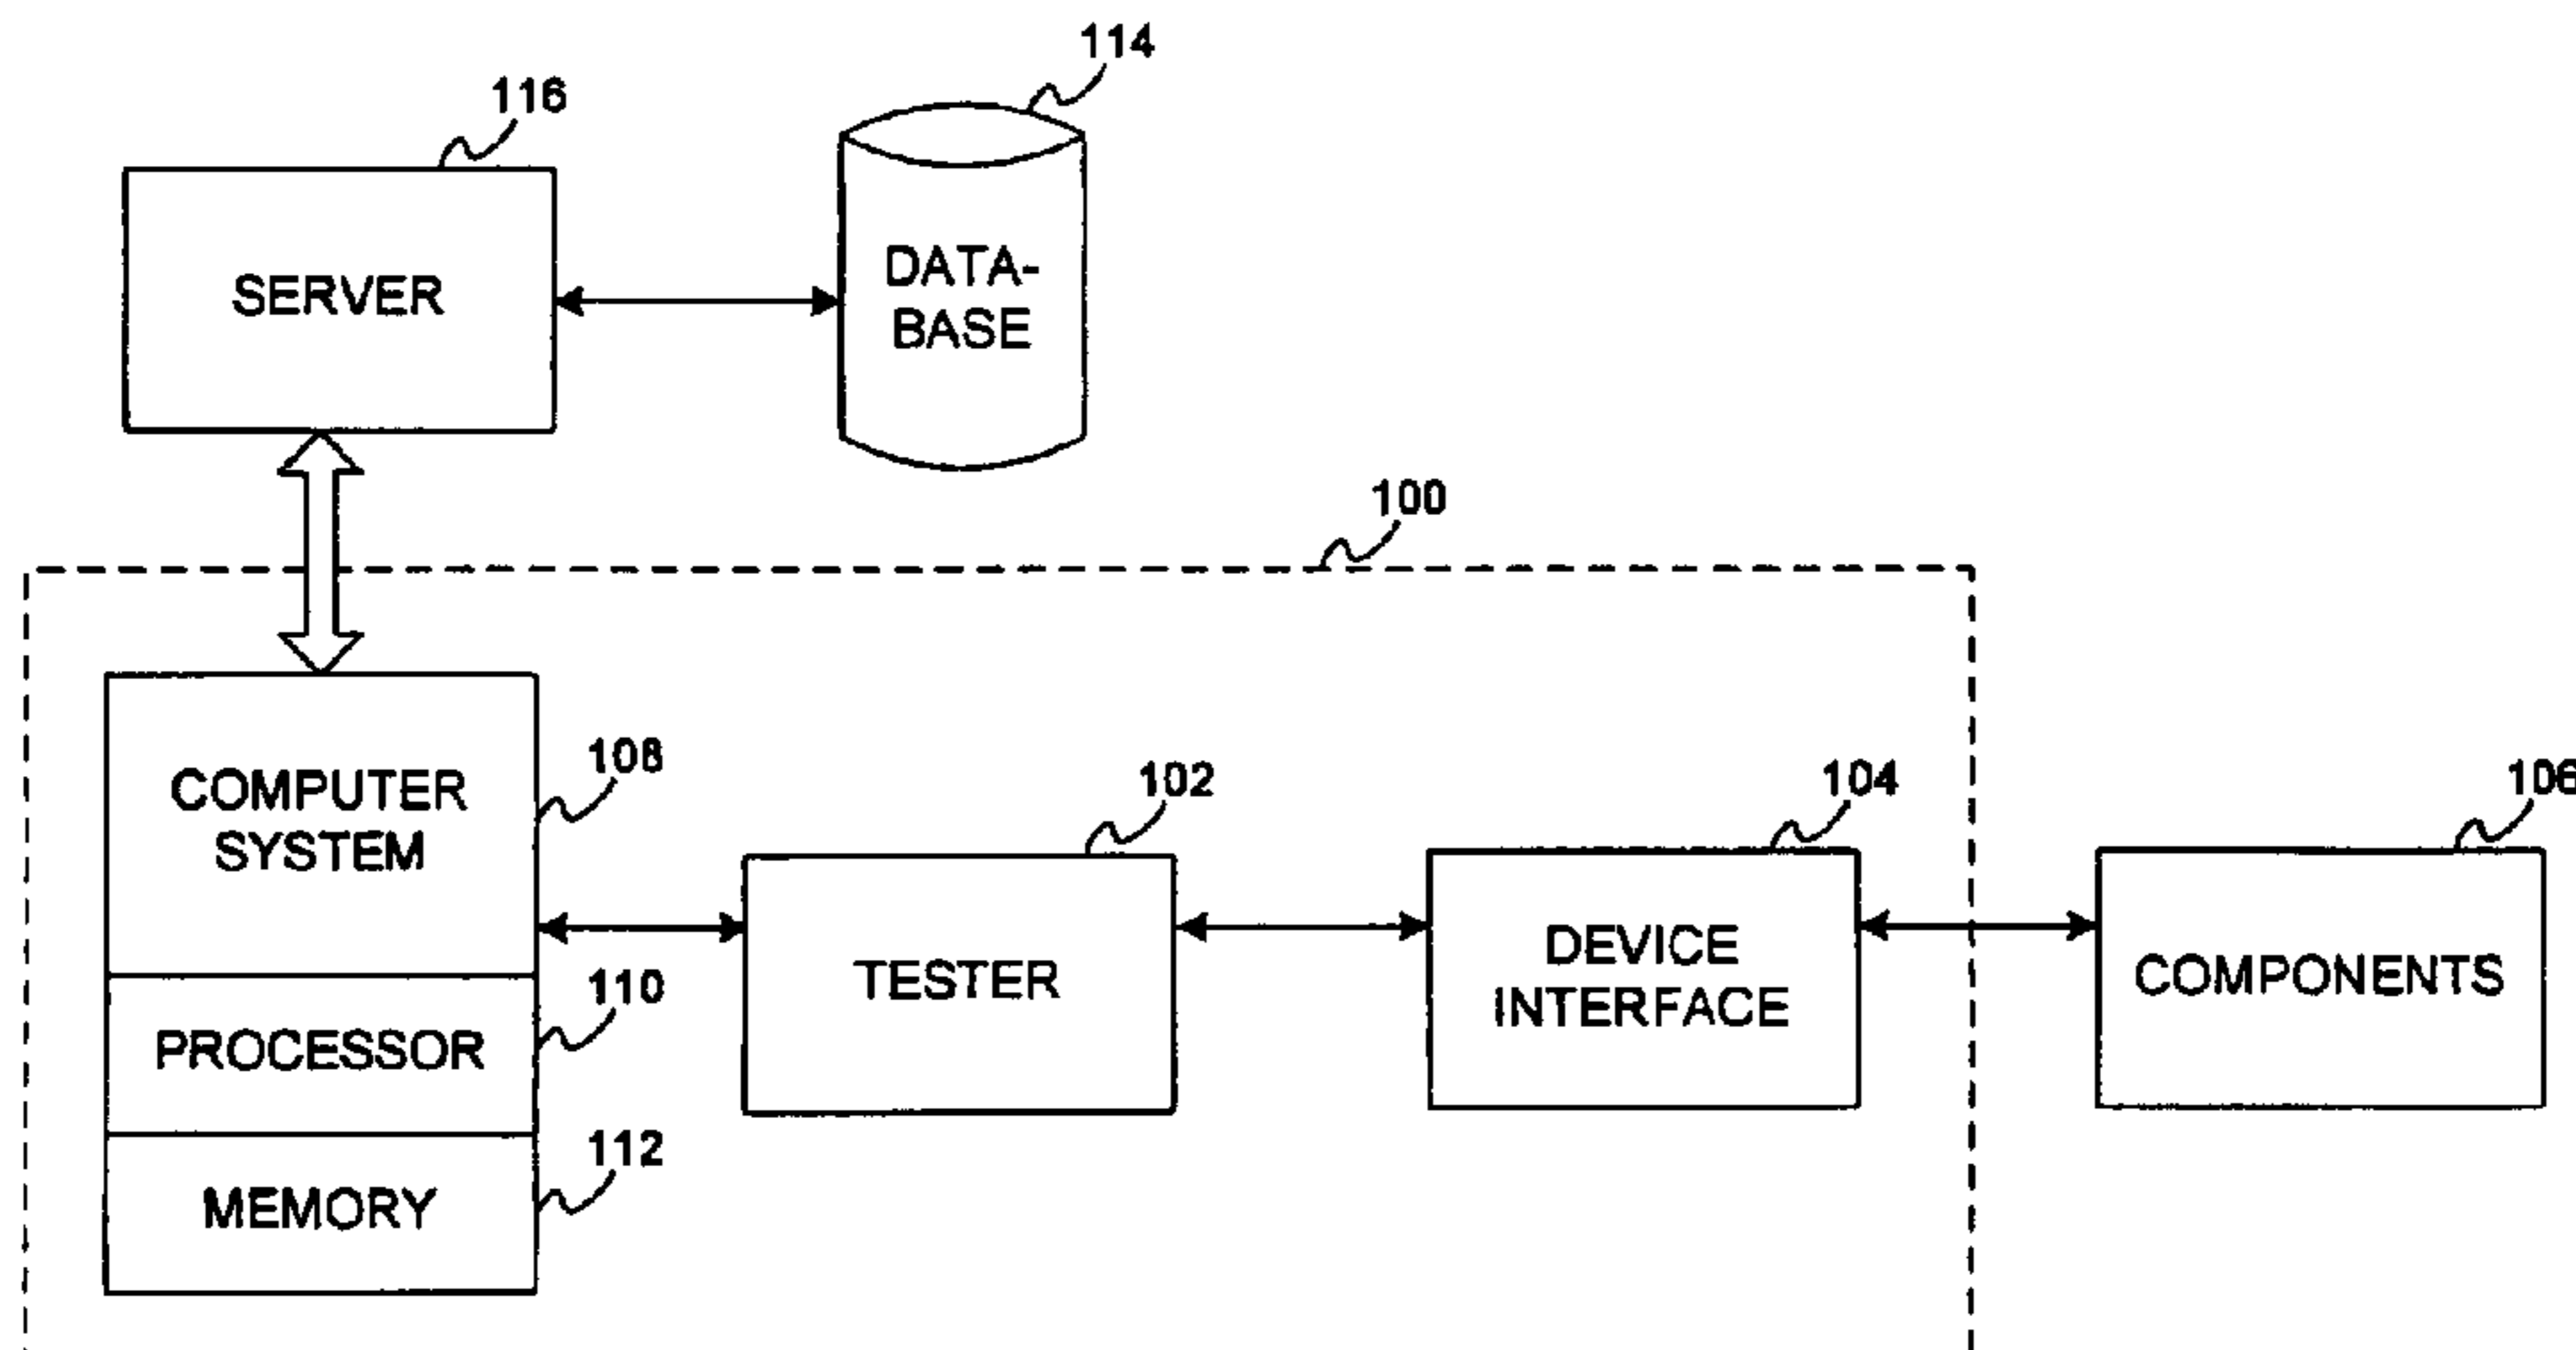 114
116
SERVER
DATA-
BASE
100
COMPUTER
SYSTEM
108
102
104
106
TESTER
DEVICE
INTERFACE
COMPONENTS
PROCESSOR
110
MEMORY
112